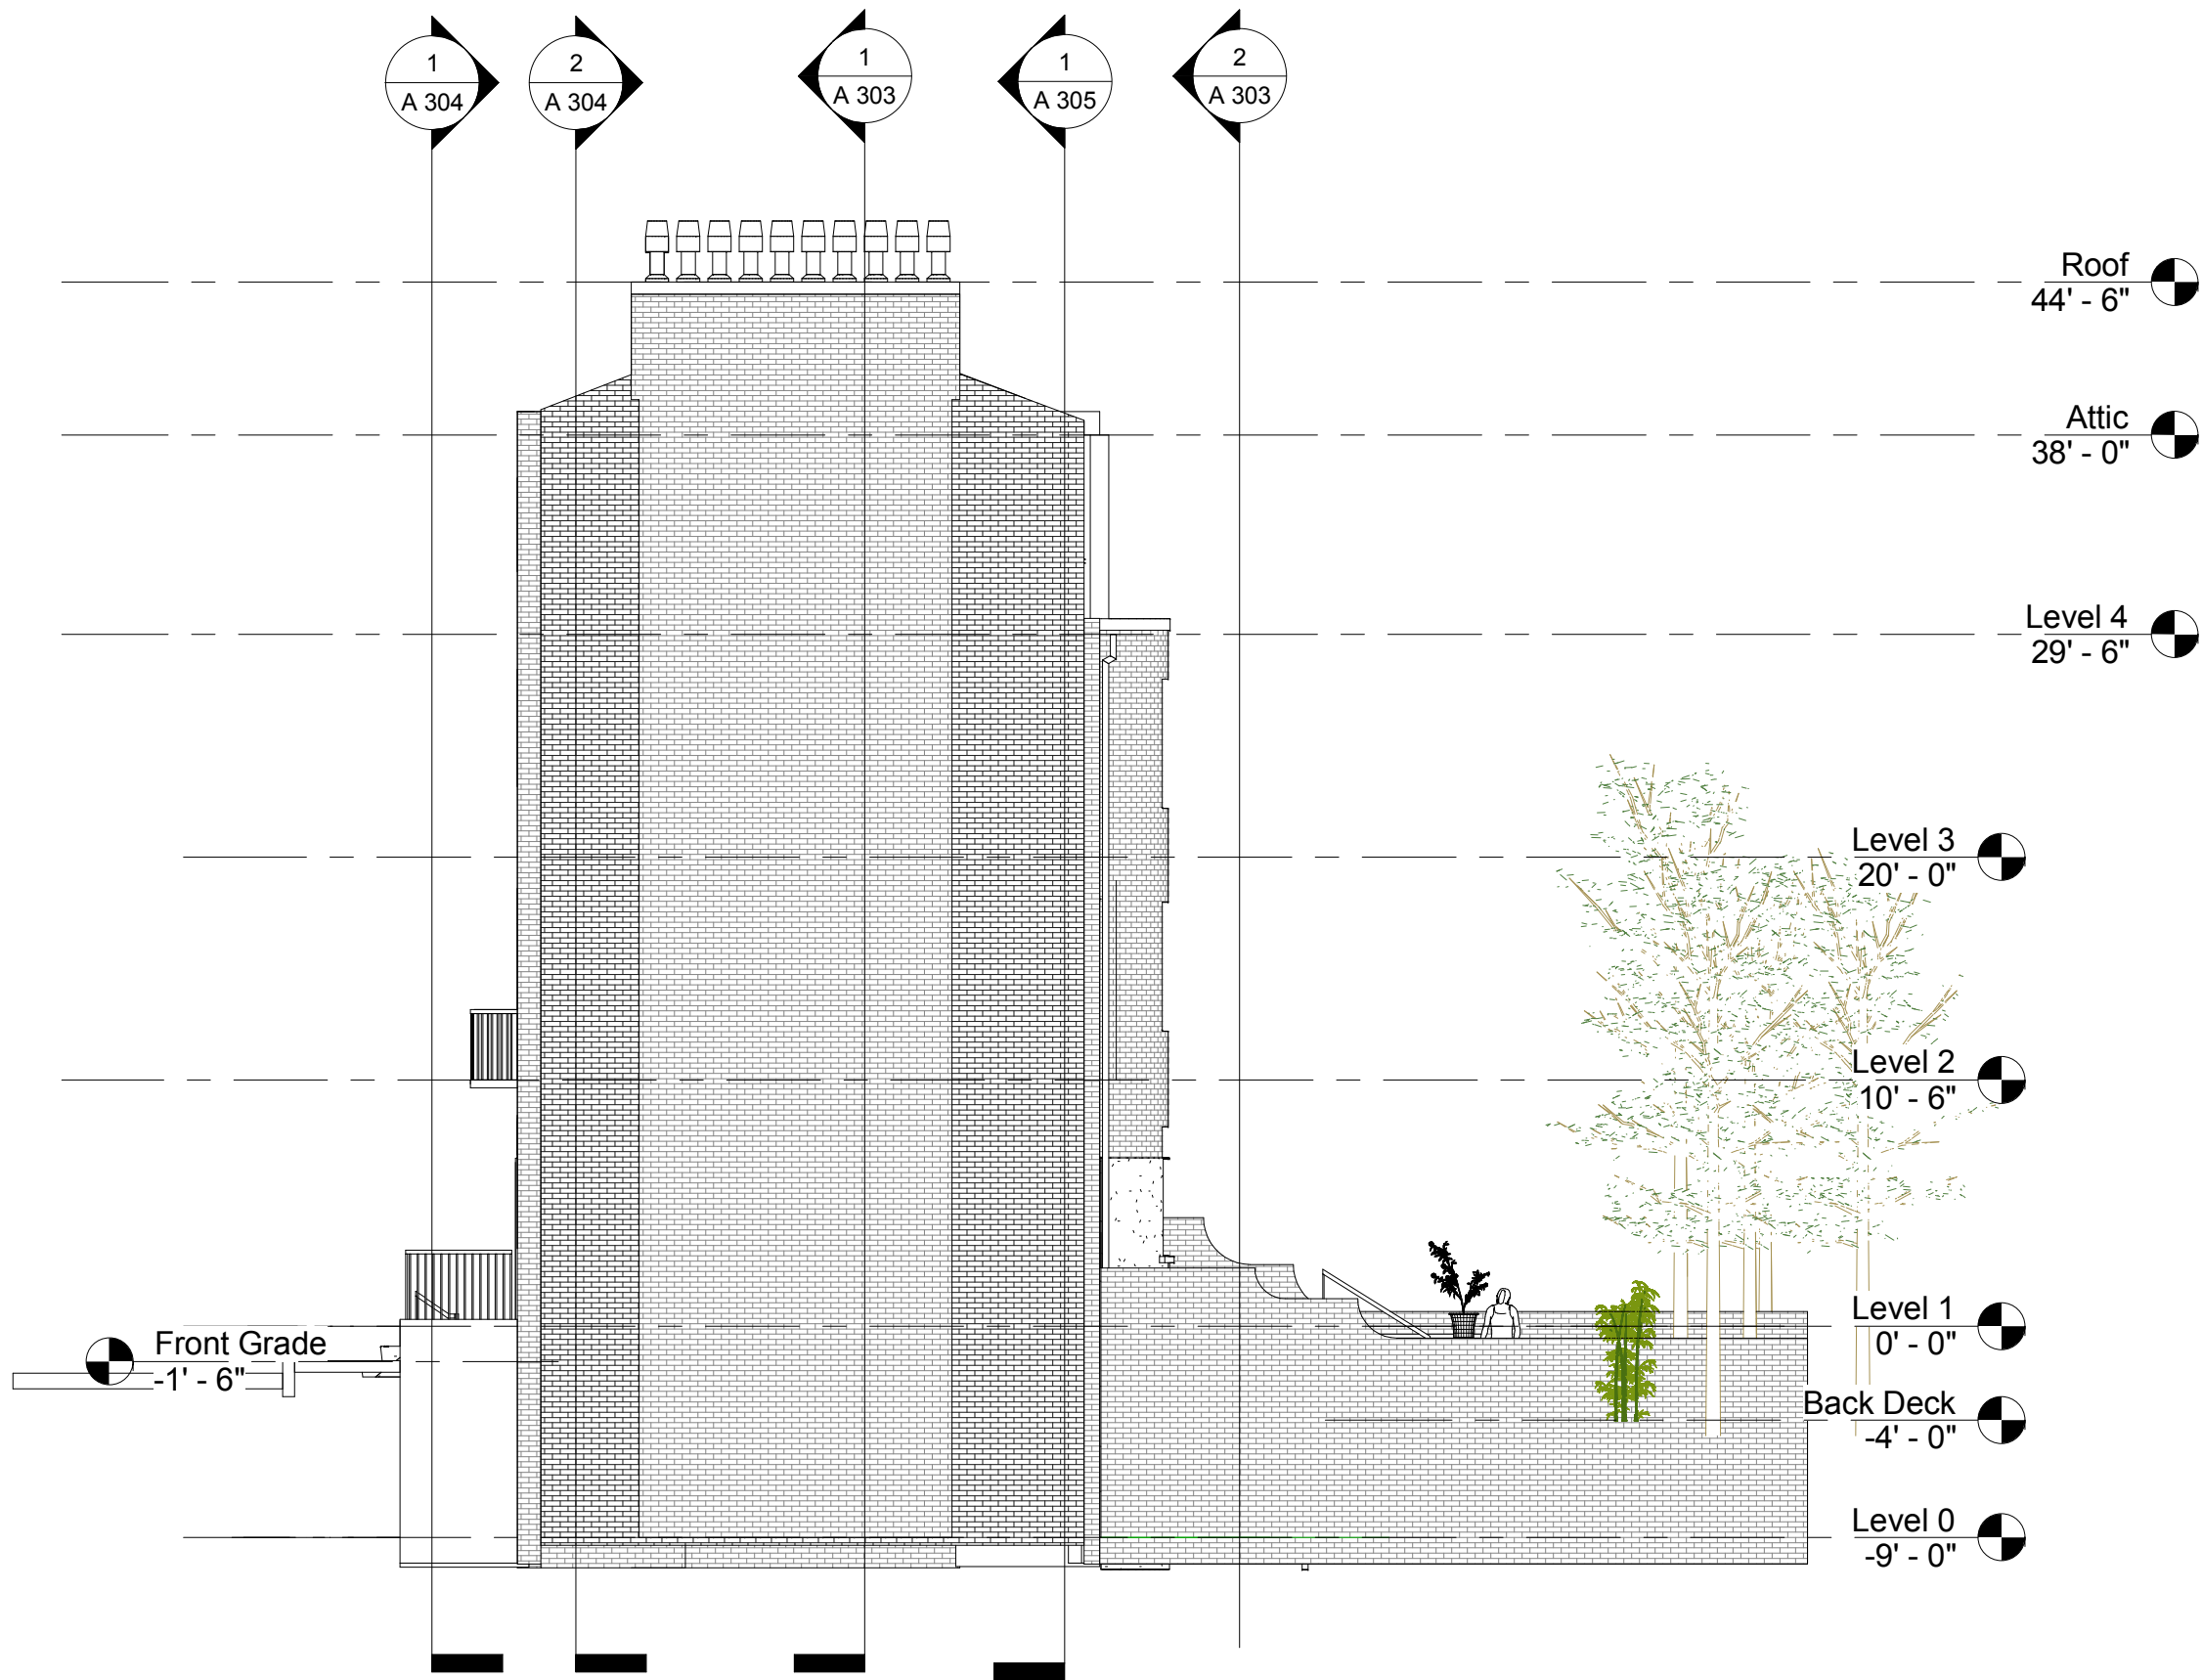 1
A 304
2
A 304
1
A 303
1
A 305
2
A 303
Roof
44' - 6"
Attic
38' - 0"
Level 4
29' - 6"
Level 3
20' - 0"
Level 2
10' - 6"
Level 1
0' - 0"
Front Grade
-1' - 6"
Back Deck
-4' - 0"
Level 0
-9' - 0"